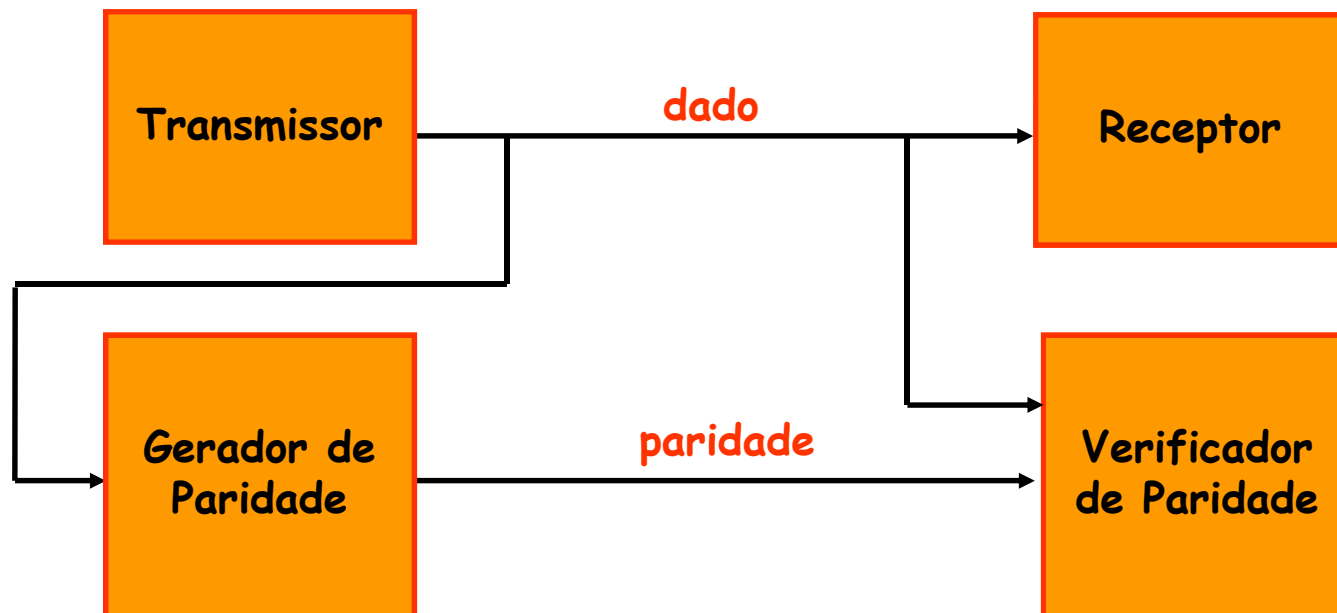 Transmissor
dado
Receptor
Gerador de
Paridade
paridade
Verificador
de Paridade